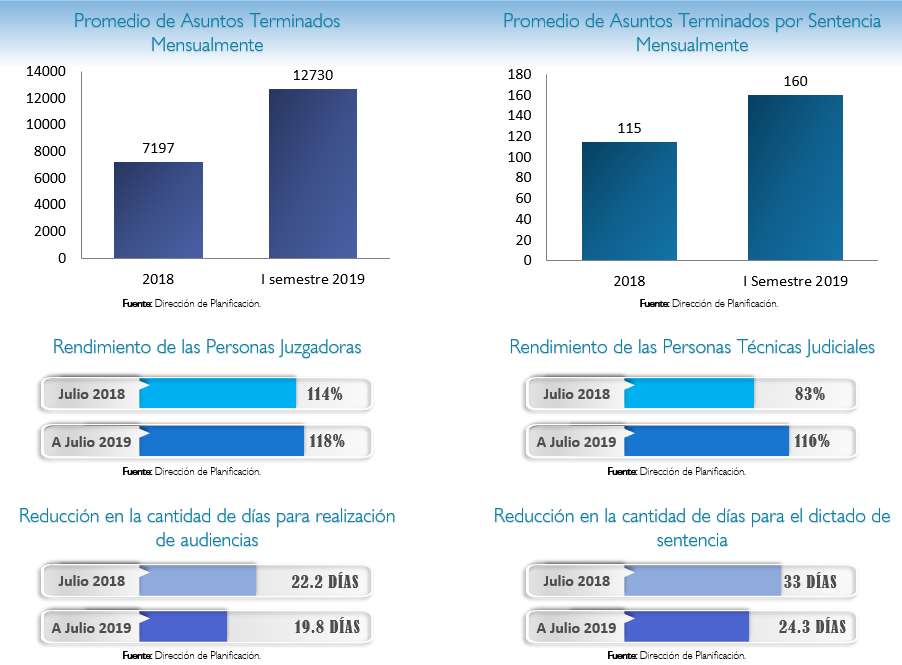 Promedio de Asuntos Terminados
Mensualmente
14000
12000
10000
8000
6000
4000
2000
0
7197
12730
2018
I semestre 2019
Fuente: Dirección de Planificación.
Promedio de Asuntos Terminados por Sentencia
Mensualmente
180
160
140
120
100
80
60
40
20
0
115
160
2018
I Semestre 2019
Fuente: Dirección de Planificación.
Rendimiento de las Personas Juzgadoras
Julio 2018 114%
A Julio 2019 118%
Fuente: Dirección de Planificación.
Rendimiento de las Personas Técnicas Judiciales
Julio 2018 83%
A Julio 2019 116%
Fuente: Dirección de Planificación.
Reducción en la cantidad de días para realización
de audiencias
Julio 2018 22.2 DÍAS
A Julio 2019 19.8 DÍAS
Fuente: Dirección de Planificación.
Reducción en la cantidad de días para el dictado de
sentencia
Julio 2018 33 DÍAS
A Julio 2019 24.3 DÍAS
Fuente: Dirección de Planificación.